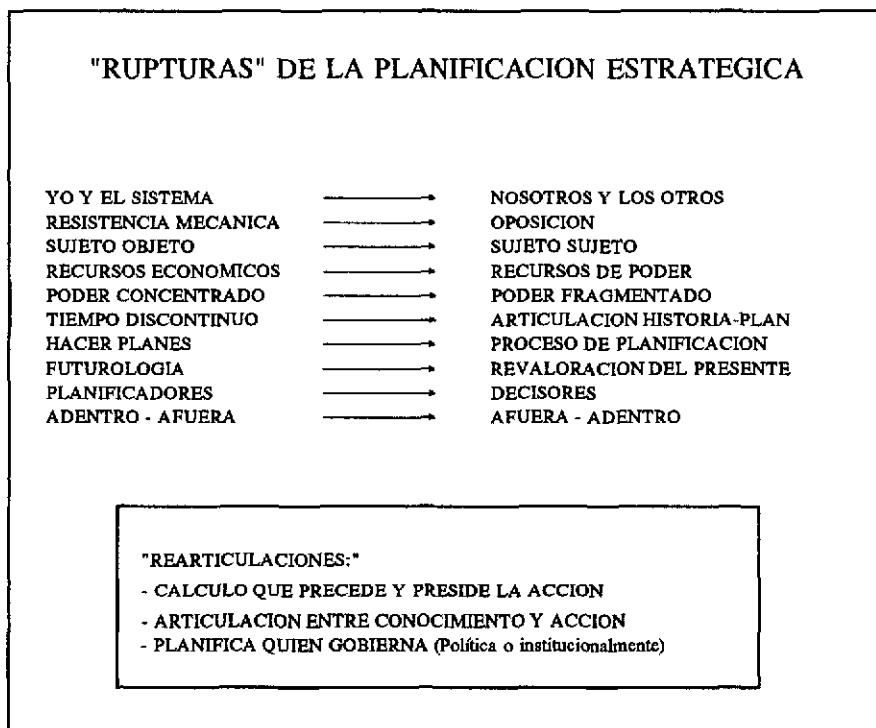 "RUPTURAS" DE LA PLANIFICACION ESTRATEGICA
YO Y EL SISTEMA NOSOTROS Y LOS OTROS
RESISTENCIA MECANICA OPOSICION
SUJETO OBJETO SUJETO SUJETO
RECURSOS ECONOMICOS RECURSOS DE PODER
PODER CONCENTRADO PODER FRAGMENTADO
TIEMPO DISCONTINUO ARTICULACION HISTORIA-PLAN
HACER PLANES PROCESO DE PLANIFICACION
FUTUROLOGIA REVALORACION DEL PRESENTE
PLANIFICADORES DECISORES
ADENTRO - AFUERA AFUERA - ADENTRO
"REARTICULACIONES:"
- CALCULO QUE PRECEDE Y PRESIDE LA ACCION
- ARTICULACION ENTRE CONOCIMIENTO Y ACCION
- PLANIFICA QUIEN GOBIERNA (Política o institucionalmente)